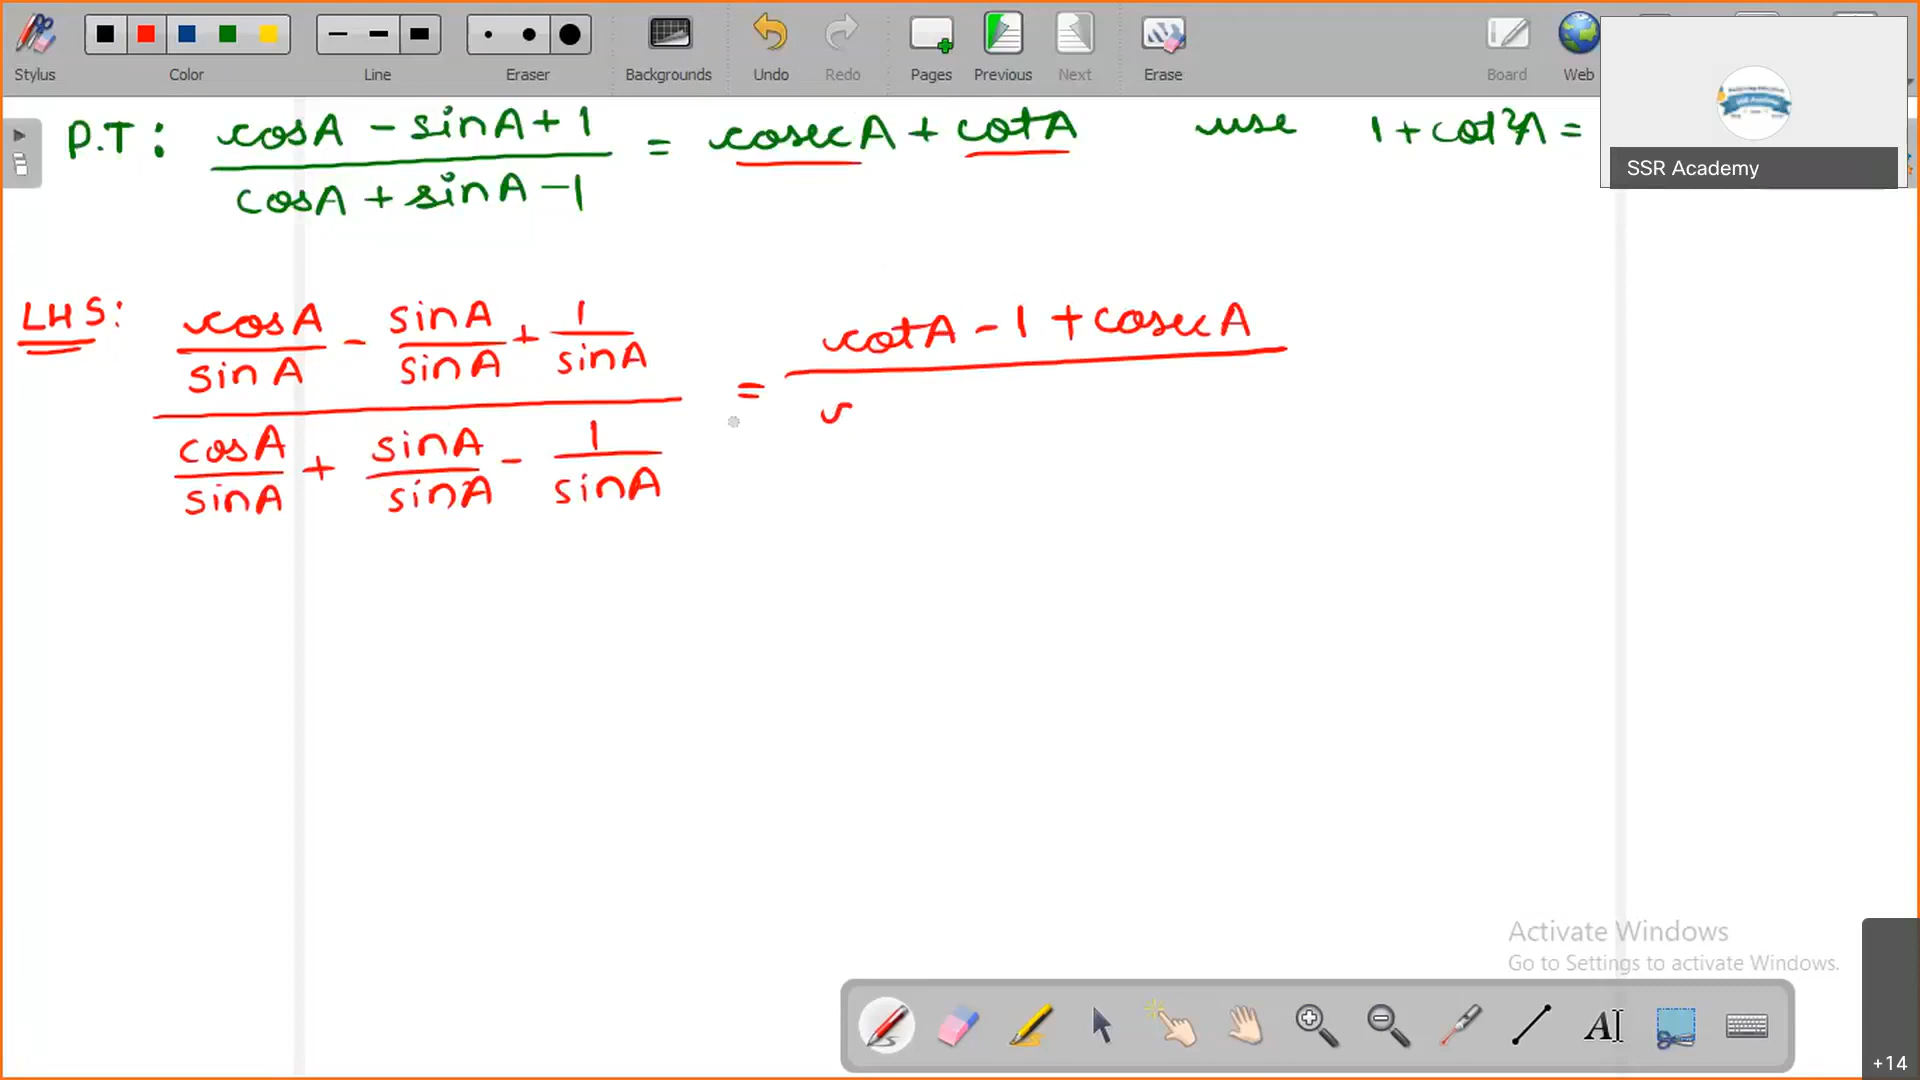 Stylus Color Line Eraser Backgrounds Undo Redo Pages Previous Next Erase Board Web
SSR Academy
P.T : (cosA - sinA + 1) / (cosA + sinA - 1) = cosecA + cotA use 1 + cot²A =
LHS: (cosA/sinA - sinA/sinA + 1/sinA) / (cosA/sinA + sinA/sinA - 1/sinA) = cotA - 1 + cosecA
Activate Windows
Go to Settings to activate Windows.
+14